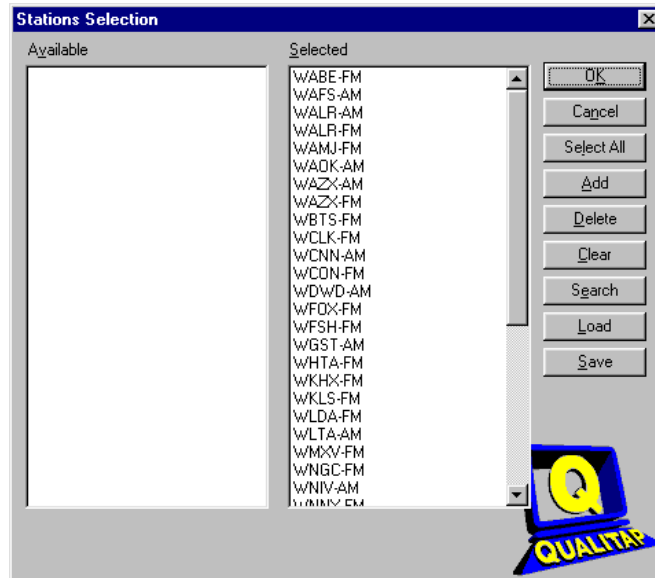 Stations Selection
Available
Selected
WABE-FM
WAFS-AM
WALR-AM
WALR-FM
WAMJ-FM
WAOK-AM
WAZX-AM
WAZX-FM
WBTS-FM
WCLK-FM
WCNN-AM
WCON-FM
WDWD-AM
WFOX-FM
WFSH-FM
WGST-AM
WHTA-FM
WKHX-FM
WKLS-FM
WLDA-FM
WLTA-AM
WMXV-FM
WNGC-FM
WNIV-AM
WNNX-FM
OK
Cancel
Select All
Add
Delete
Clear
Search
Load
Save
Q
QUALITAP